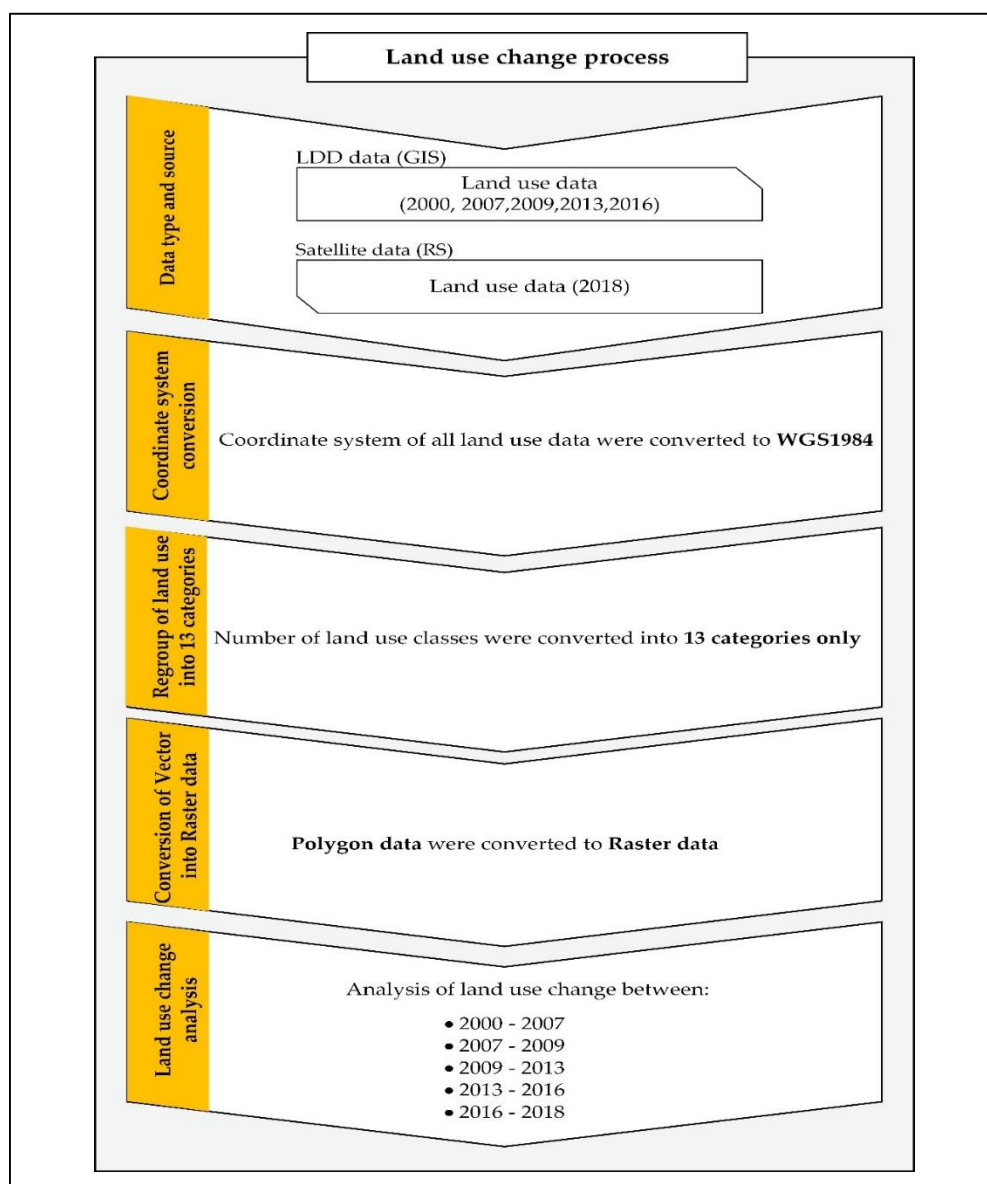 Land use change process
Data type and source
LDD data (GIS)
Land use data
(2000, 2007,2009,2013,2016)
Satellite data (RS)
Land use data (2018)
Coordinate system
conversion
Coordinate system of all land use data were converted to WGS1984
Regroup of land use
into 13 categories
Number of land use classes were converted into 13 categories only
Conversion of Vector
into Raster data
Polygon data were converted to Raster data
Land use change
analysis
Analysis of land use change between:
• 2000 - 2007
• 2007 - 2009
• 2009 - 2013
• 2013 - 2016
• 2016 - 2018